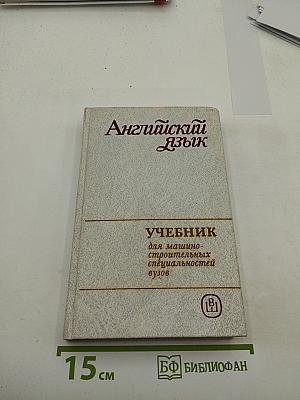 Английский
язык
УЧЕБНИК
для машино-
строительных
специальностей
вузов
15 см
БФ БИБЛИОФАН